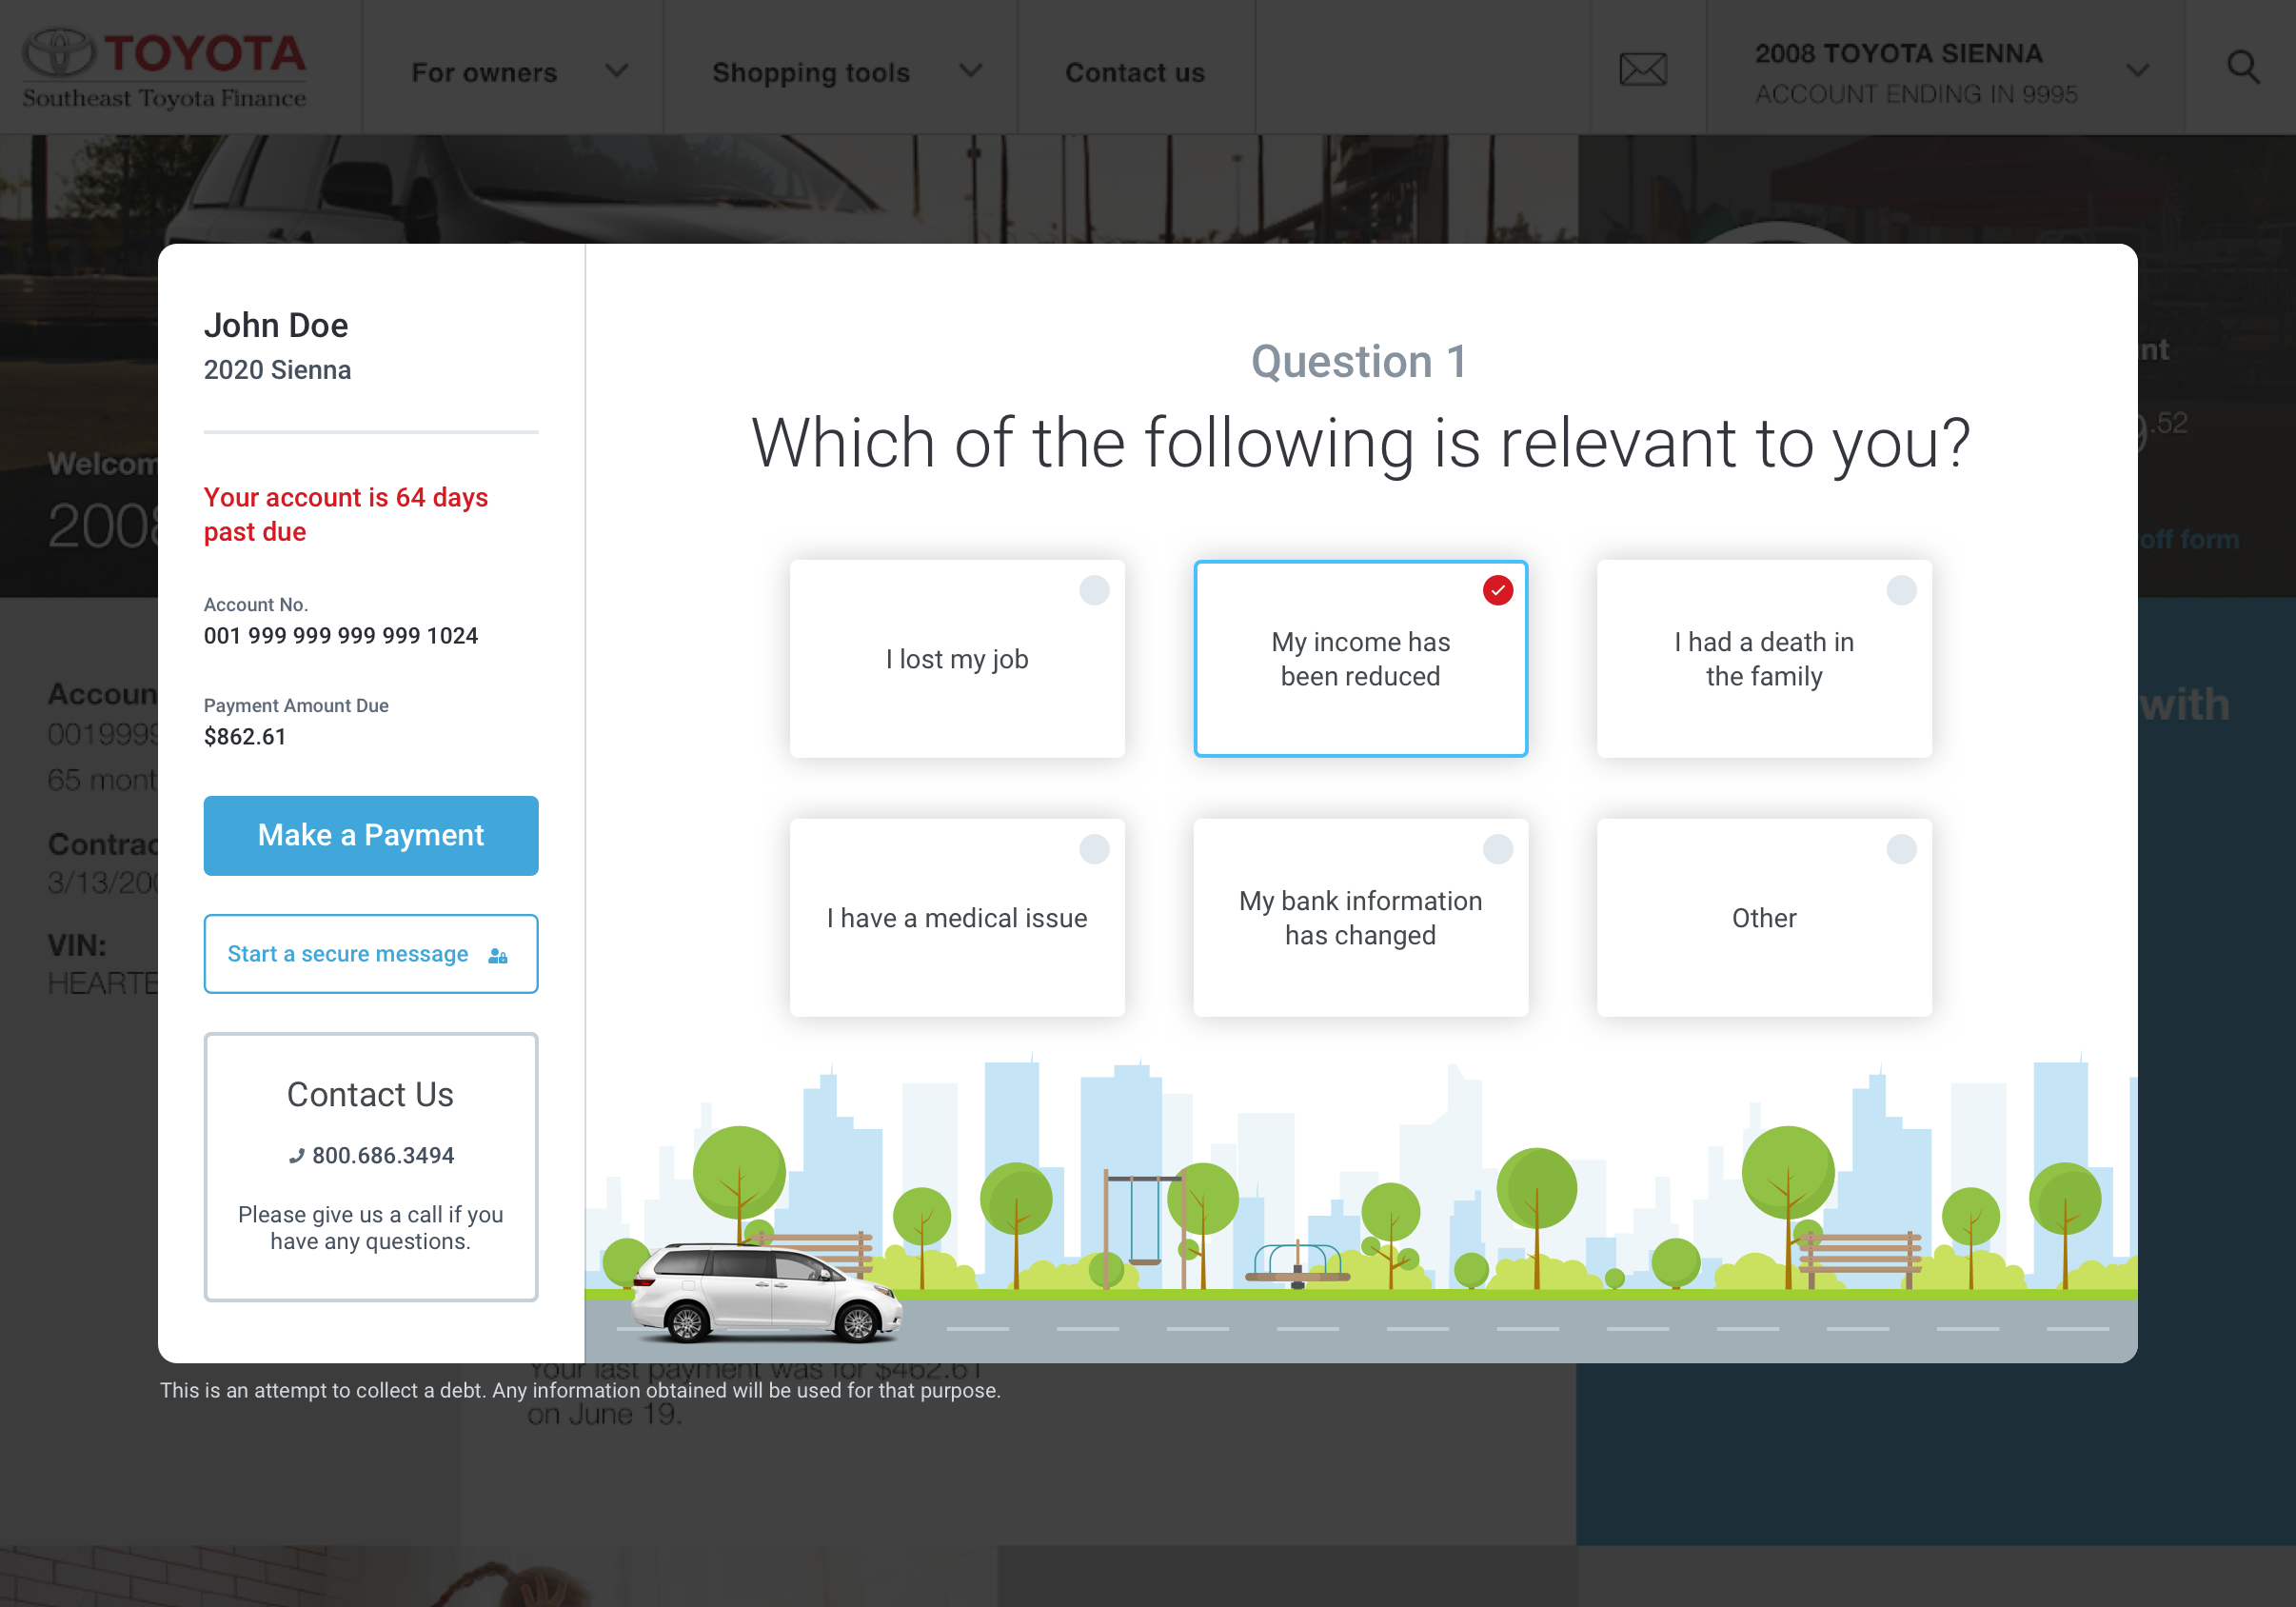 TOYOTA
Southeast Toyota Finance
For owners
Shopping tools
Contact us
2008 TOYOTA SIENNA
ACCOUNT ENDING IN 9995
John Doe
2020 Sienna
Your account is 64 days
past due
Account No.
001 999 999 999 999 1024
Payment Amount Due
$862.61
Make a Payment
Start a secure message
Contact Us
800.686.3494
Please give us a call if you
have any questions.
Question 1
Which of the following is relevant to you?
I lost my job
My income has
been reduced
I had a death in
the family
I have a medical issue
My bank information
has changed
Other
Welcom
2008
Accoun
001999
65 mont
Contrac
3/13/200
VIN:
HEARTE
nt
.52
off form
with
Your last payment was for $462.61
on June 19.
This is an attempt to collect a debt. Any information obtained will be used for that purpose.